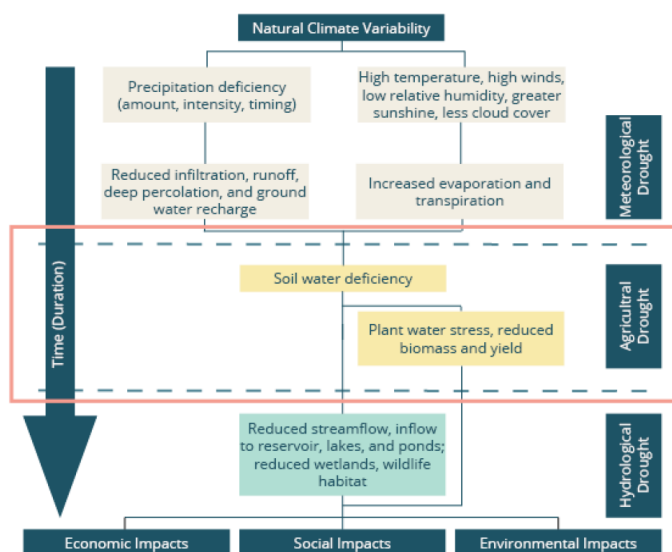 Natural Climate Variability
Precipitation deficiency
(amount, intensity, timing)
High temperature, high winds,
low relative humidity, greater
sunshine, less cloud cover
Reduced infiltration, runoff,
deep percolation, and ground
water recharge
Increased evaporation and
transpiration
Meteorological
Drought
Time (Duration)
Soil water deficiency
Plant water stress, reduced
biomass and yield
Agricultral
Drought
Reduced streamflow, inflow
to reservoir, lakes, and ponds;
reduced wetlands, wildlife
habitat
Hydrological
Drought
Economic Impacts
Social Impacts
Environmental Impacts